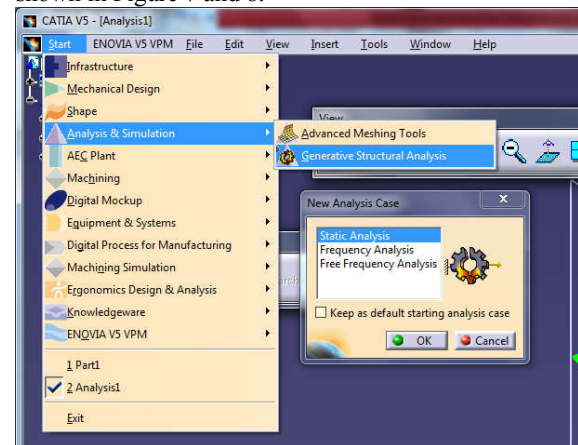 CATIA V5 - [Analysis1]
Start ENOVIA V5 VPM File Edit View Insert Tools Window Help
Infrastructure
Mechanical Design
Shape
Analysis & Simulation
AEC Plant
Machining
Digital Mockup
Equipment & Systems
Digital Process for Manufacturing
Machining Simulation
Ergonomics Design & Analysis
Knowledgeware
ENOVIA V5 VPM
1 Part1
2 Analysis1
Exit
View
Advanced Meshing Tools
Generative Structural Analysis
New Analysis Case
x
Static Analysis
Frequency Analysis
Free Frequency Analysis
Keep as default starting analysis case
OK Cancel